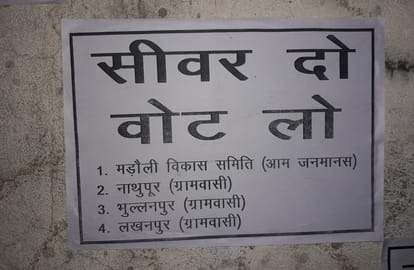 सीवर दो
वोट लो
1. मड़ौली विकास समिति (आम जनमानस)
2. नाथुपूर (ग्रामवासी)
3. भुल्लनपुर (ग्रामवासी)
4. लखनपुर (ग्रामवासी)